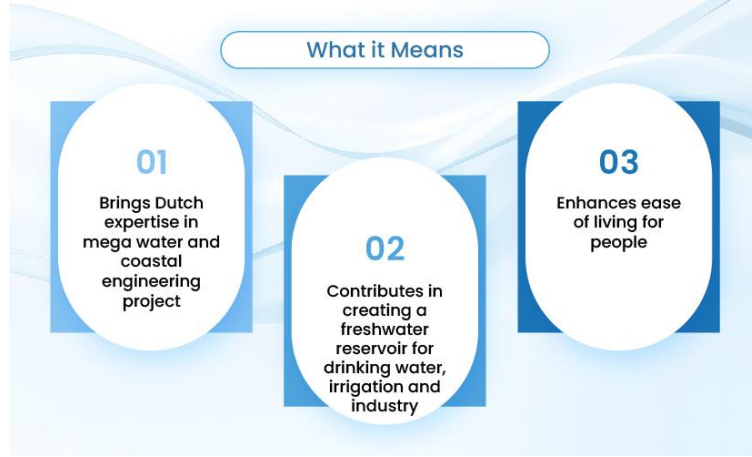 What it Means
01
Brings Dutch
expertise in
mega water and
coastal
engineering
project
02
Contributes in
creating a
freshwater
reservoir for
drinking water,
irrigation and
industry
03
Enhances ease
of living for
people